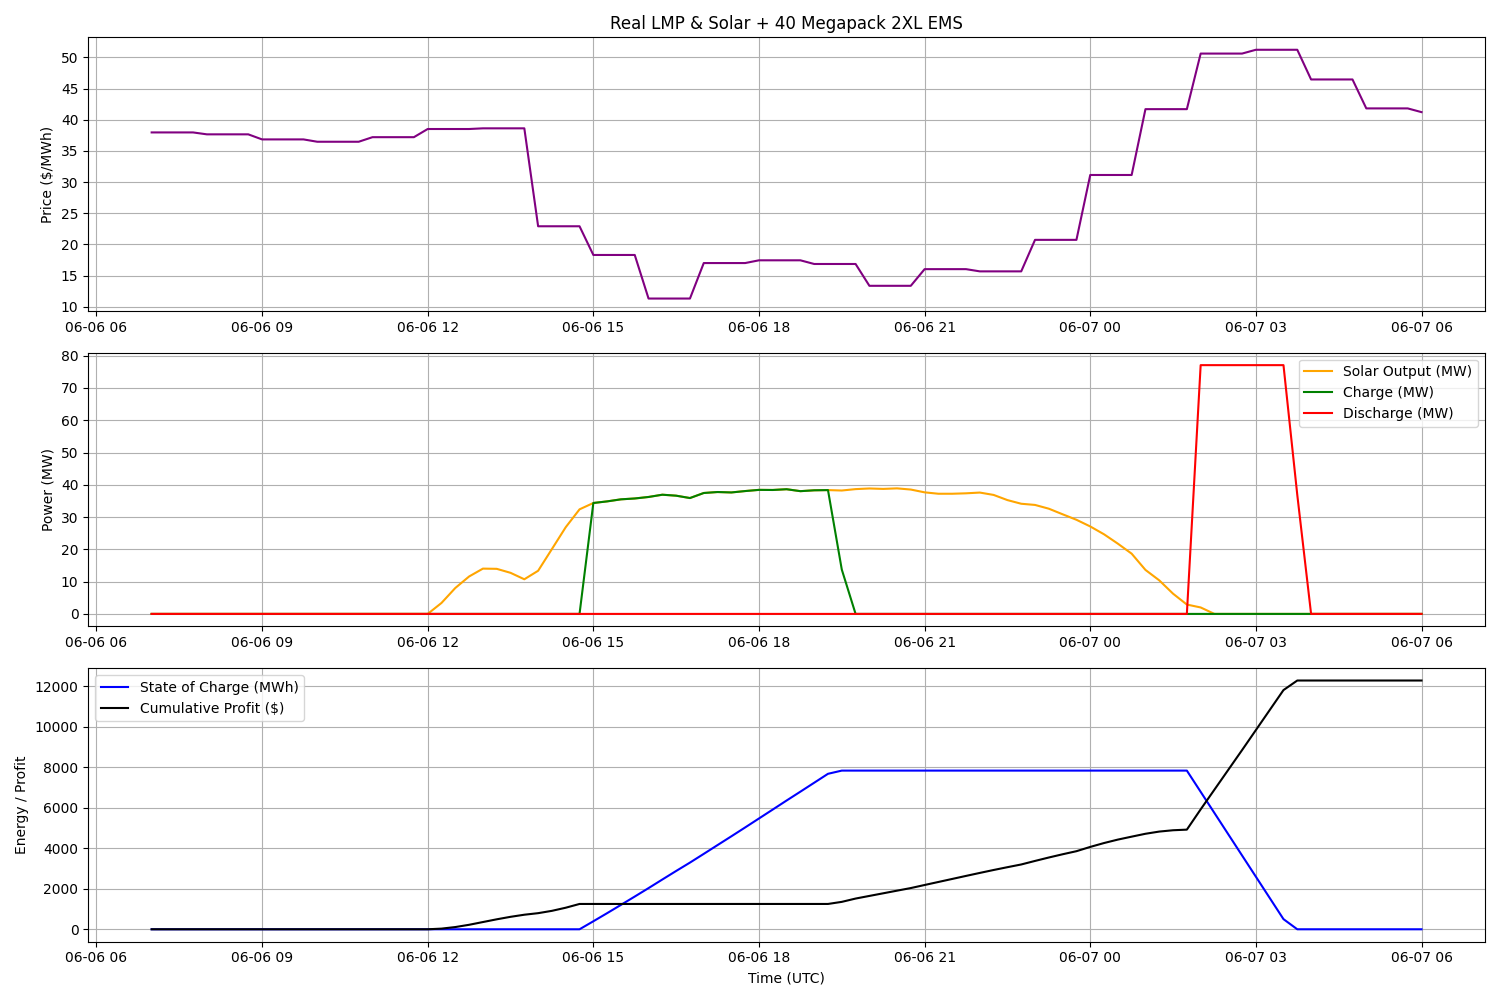 Real LMP & Solar + 40 Megapack 2XL EMS
Price ($/MWh)
50
45
40
35
30
25
20
15
10
06-06 06 06-06 09 06-06 12 06-06 15 06-06 18 06-06 21 06-07 00 06-07 03 06-07 06
Power (MW)
80
70
60
50
40
30
20
10
0
Solar Output (MW)
Charge (MW)
Discharge (MW)
06-06 06 06-06 09 06-06 12 06-06 15 06-06 18 06-06 21 06-07 00 06-07 03 06-07 06
Energy / Profit
12000
10000
8000
6000
4000
2000
0
State of Charge (MWh)
Cumulative Profit ($)
06-06 06 06-06 09 06-06 12 06-06 15 06-06 18 06-06 21 06-07 00 06-07 03 06-07 06
Time (UTC)